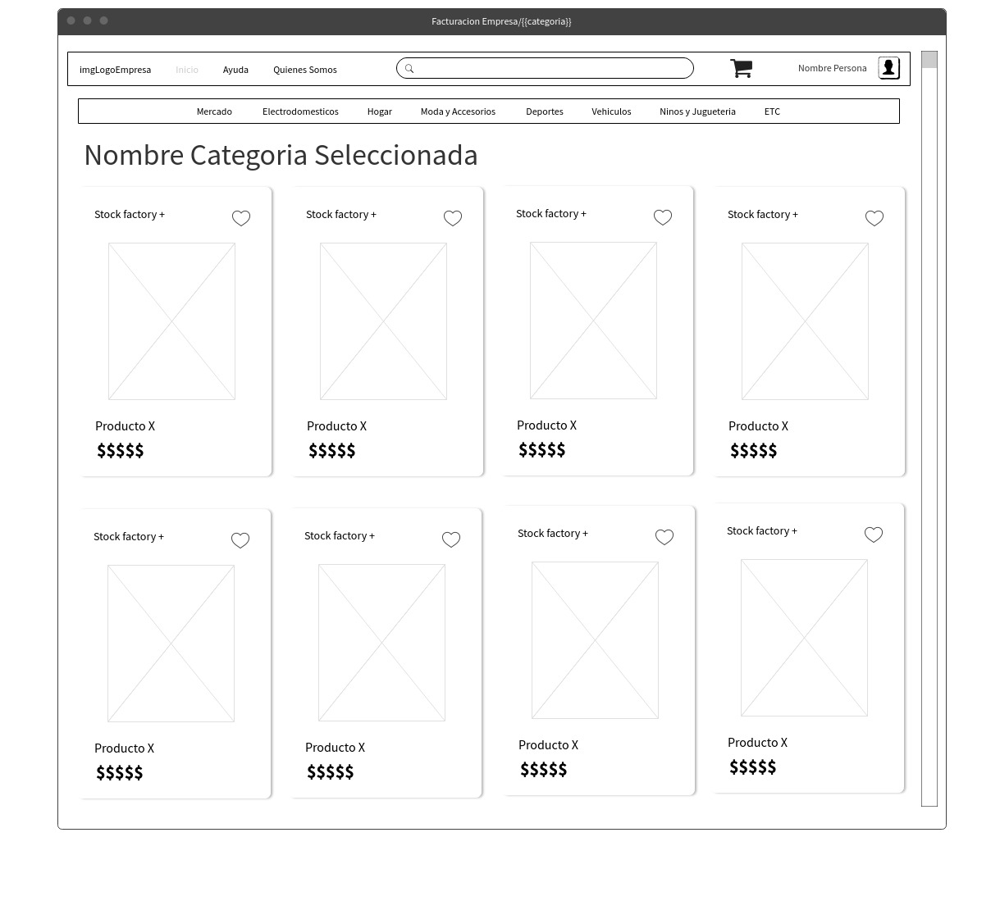 Facturacion Empresa/{{categoria}}
imgLogoEmpresa Inicio Ayuda Quienes Somos Nombre Persona
Mercado Electrodomesticos Hogar Moda y Accesorios Deportes Vehiculos Ninos y Jugueteria ETC
Nombre Categoria Seleccionada
Stock factory + Stock factory + Stock factory + Stock factory +
Producto X Producto X Producto X Producto X
$$$$$ $$$$$ $$$$$ $$$$$
Stock factory + Stock factory + Stock factory + Stock factory +
Producto X Producto X Producto X Producto X
$$$$$ $$$$$ $$$$$ $$$$$